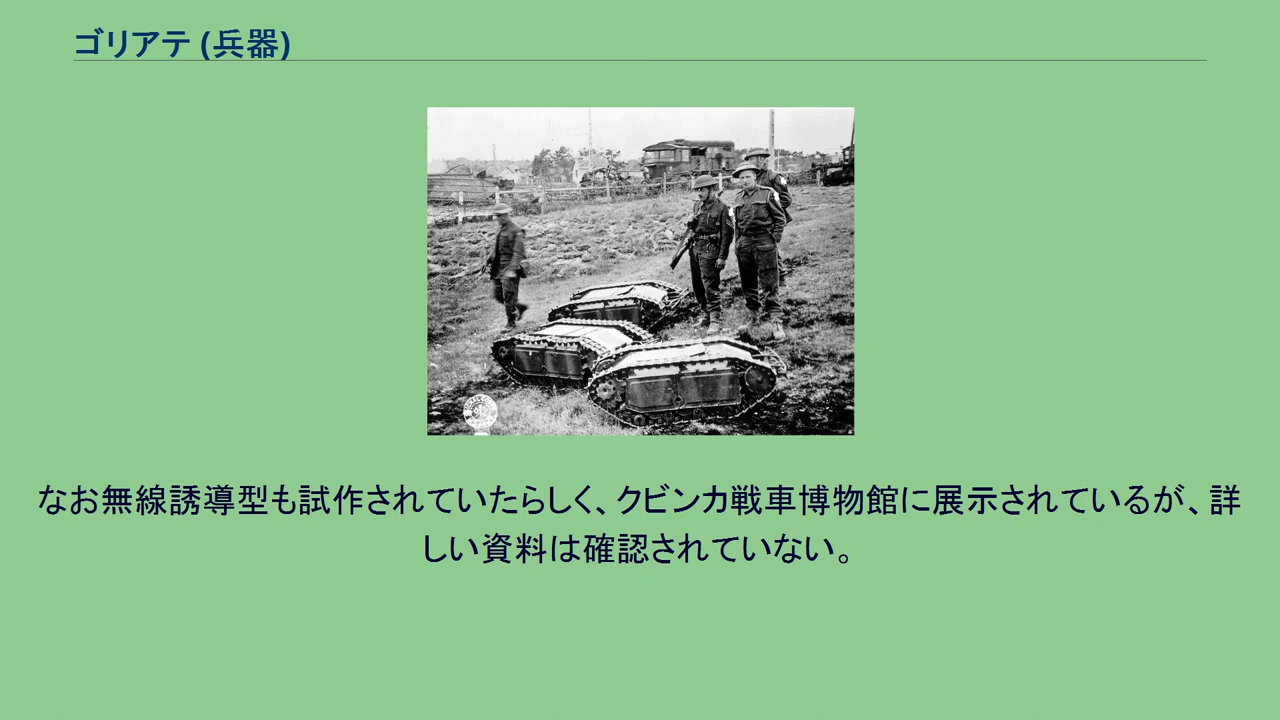 ゴリアテ (兵器)
なお無線誘導型も試作されていたらしく、クビンカ戦車博物館に展示されているが、詳
しい資料は確認されていない。